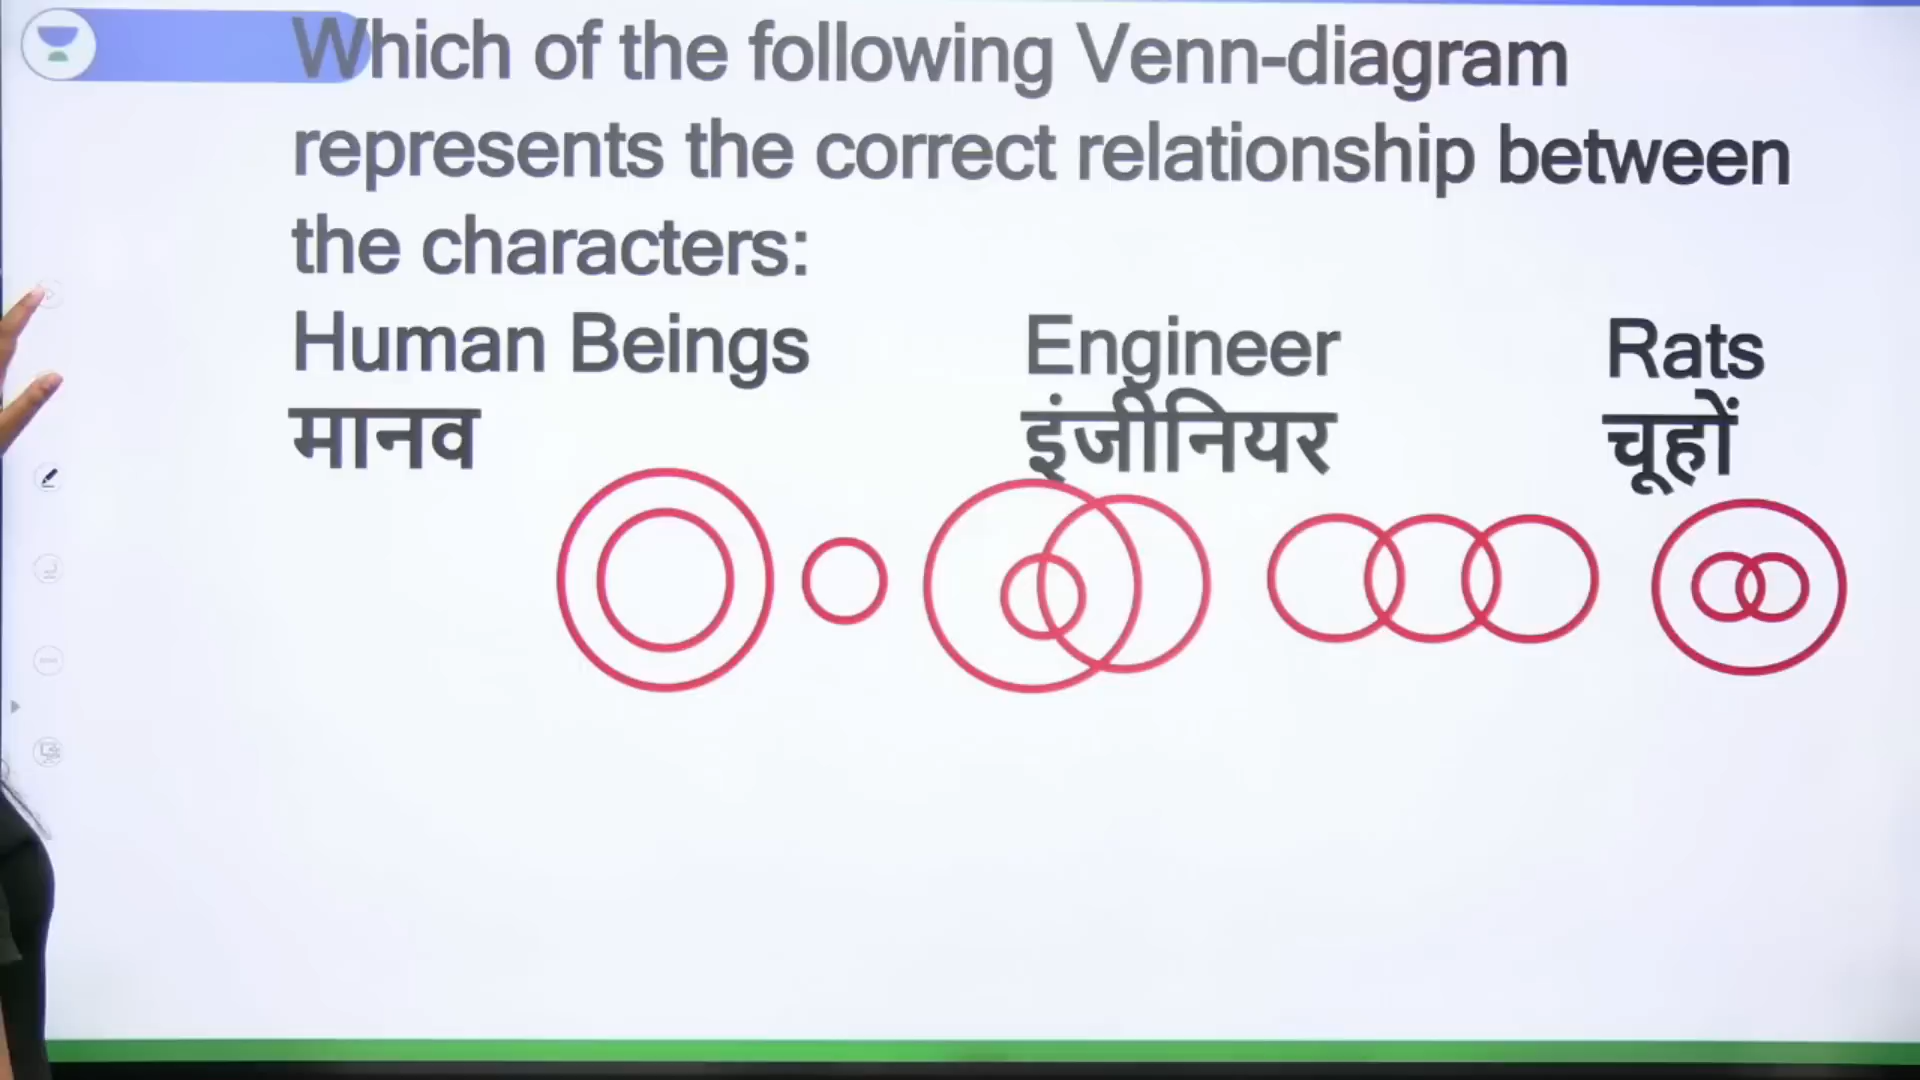 Which of the following Venn-diagram
represents the correct relationship between
the characters:
Human Beings Engineer Rats
मानव इंजीनियर चूहों